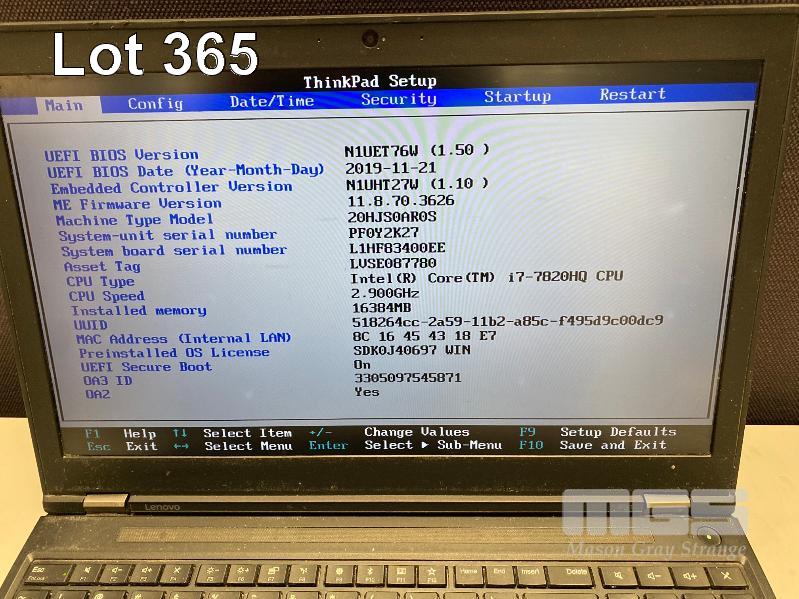 Lot 365
ThinkPad Setup
Main Config Date/Time Security Startup Restart
UEFI BIOS Version N1UET76W (1.50 )
UEFI BIOS Date (Year-Month-Day) 2019-11-21
Embedded Controller Version N1UHT27W (1.10 )
ME Firmware Version 11.8.70.3626
Machine Type Model 20HJS0AR0S
System-unit serial number PF0Y2K27
System board serial number L1HF83400EE
Asset Tag LVSE087780
CPU Type Intel(R) Core(TM) i7-7820HQ CPU
CPU Speed 2.900GHz
Installed memory 16384MB
UUID 518264cc-2a59-11b2-a85c-f495d9c00dc9
MAC Address (Internal LAN) 8C 16 45 43 18 E7
Preinstalled OS License SDK0J40697 WIN
UEFI Secure Boot On
OA3 ID 3305097545871
OA2 Yes
F1 Help ↑↓ Select Item +/- Change Values F9 Setup Defaults
Esc Exit ←→ Select Menu Enter Select ▶ Sub-Menu F10 Save and Exit
Lenovo
MGS
Mason Gray Strange
Esc Home End Insert Delete